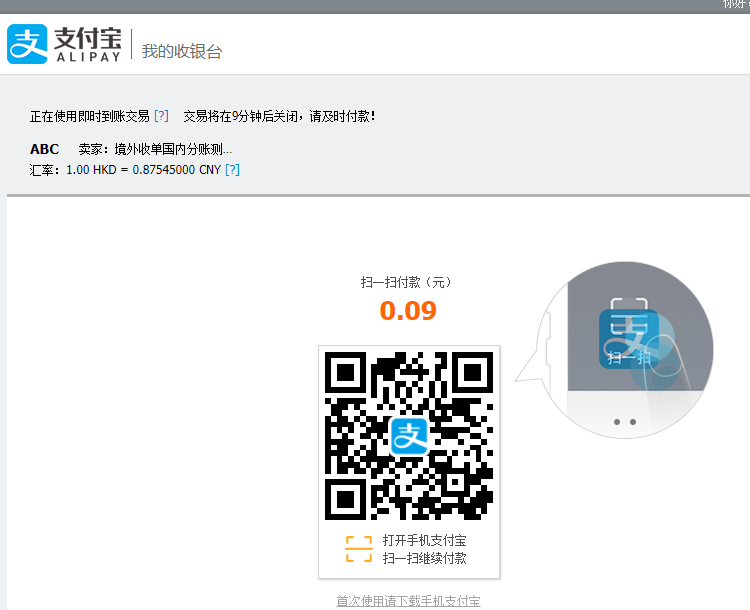 你好
支付宝
ALIPAY
我的收银台
正在使用即时到账交易 [?] 交易将在9分钟后关闭，请及时付款！
ABC 卖家：境外收单国内分账测...
汇率：1.00 HKD = 0.87545000 CNY [?]
扫一扫付款（元）
0.09
扫一扫
打开手机支付宝
扫一扫继续付款
首次使用请下载手机支付宝